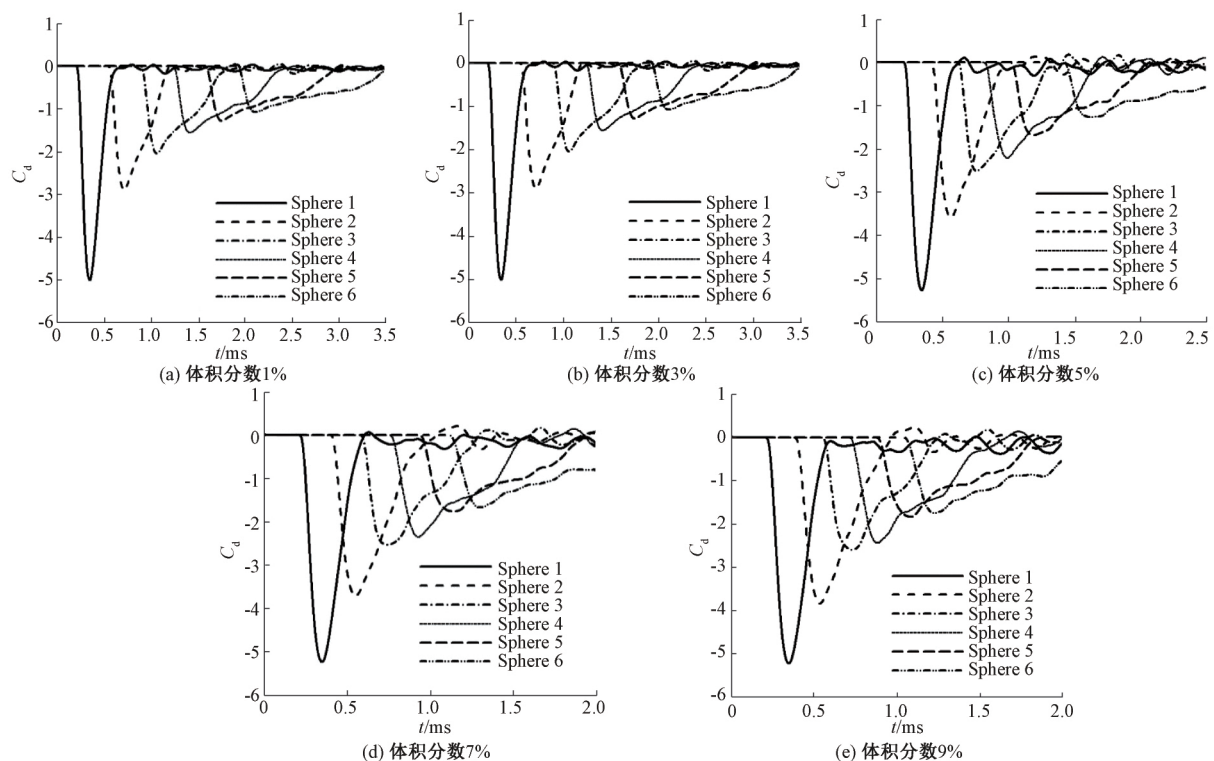 1
0
-1
-2
-3
-4
-5
-6
C_d
Sphere 1
Sphere 2
Sphere 3
Sphere 4
Sphere 5
Sphere 6
0 0.5 1.0 1.5 2.0 2.5 3.0 3.5
t/ms
(a) 体积分数1%
1
0
-1
-2
-3
-4
-5
-6
C_d
Sphere 1
Sphere 2
Sphere 3
Sphere 4
Sphere 5
Sphere 6
0 0.5 1.0 1.5 2.0 2.5 3.0 3.5
t/ms
(b) 体积分数3%
1
0
-1
-2
-3
-4
-5
-6
C_d
Sphere 1
Sphere 2
Sphere 3
Sphere 4
Sphere 5
Sphere 6
0 0.5 1.0 1.5 2.0 2.5
t/ms
(c) 体积分数5%
1
0
-1
-2
-3
-4
-5
-6
C_d
Sphere 1
Sphere 2
Sphere 3
Sphere 4
Sphere 5
Sphere 6
0 0.5 1.0 1.5 2.0
t/ms
(d) 体积分数7%
1
0
-1
-2
-3
-4
-5
-6
C_d
Sphere 1
Sphere 2
Sphere 3
Sphere 4
Sphere 5
Sphere 6
0 0.5 1.0 1.5 2.0
t/ms
(e) 体积分数9%